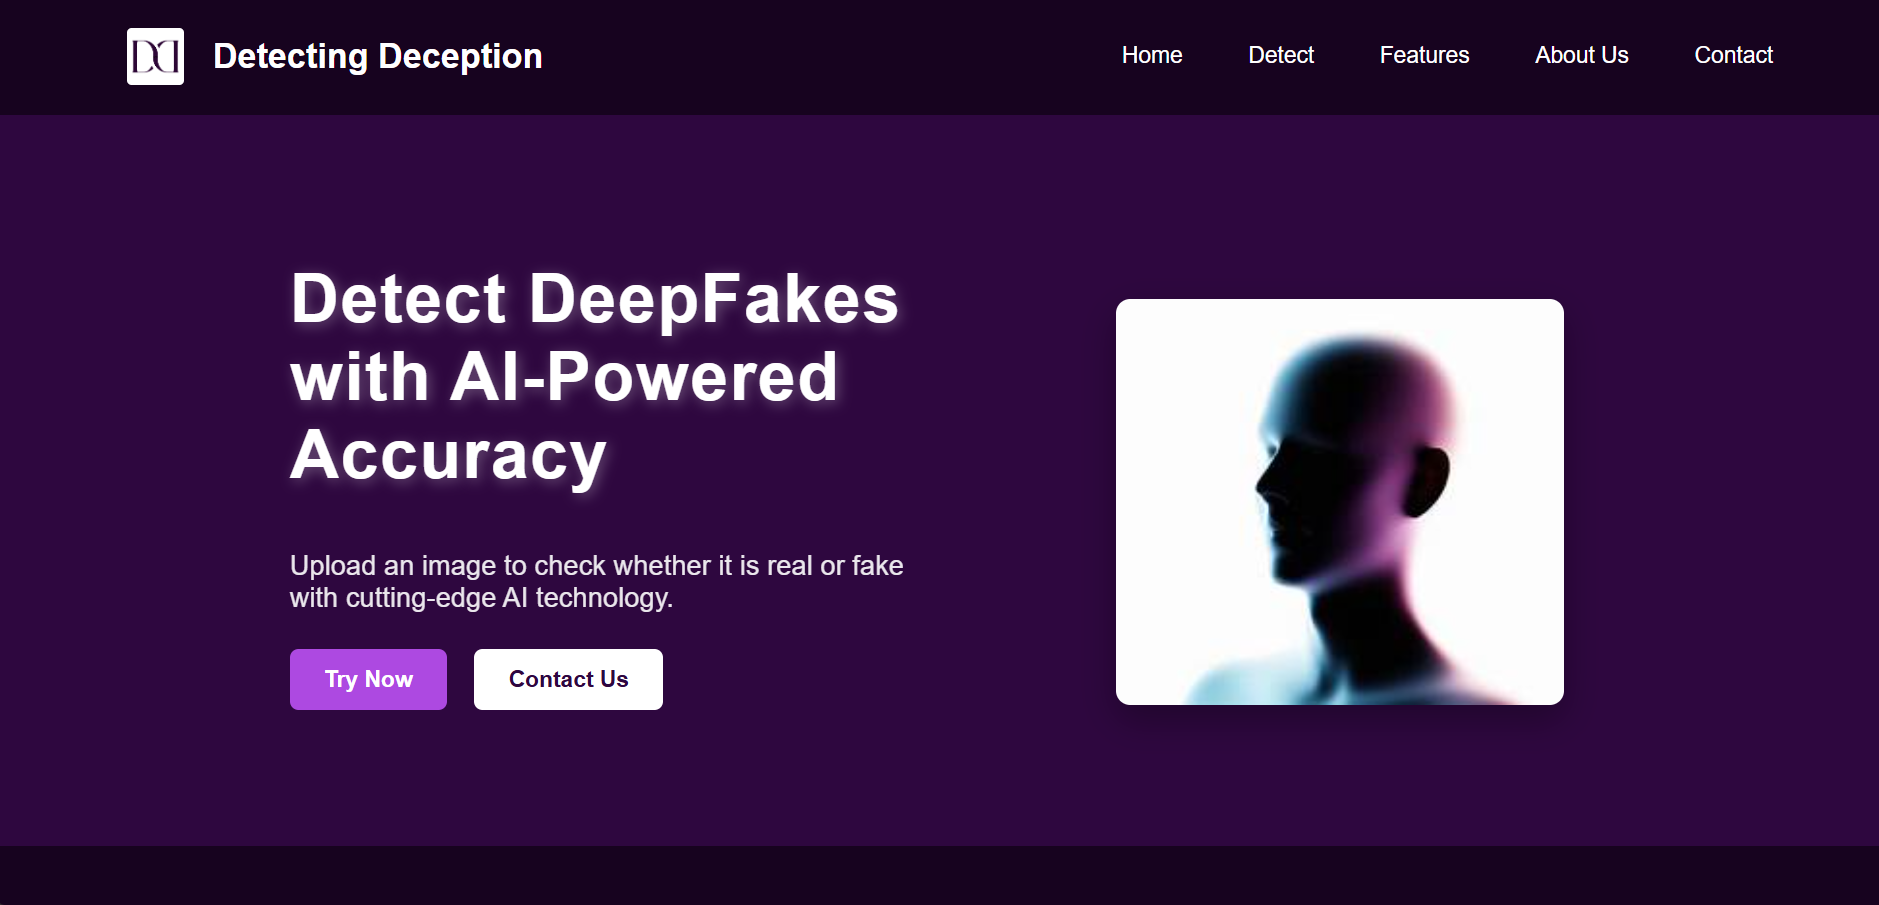 DD
Detecting Deception
Home
Detect
Features
About Us
Contact
Detect DeepFakes
with AI-Powered
Accuracy
Upload an image to check whether it is real or fake
with cutting-edge AI technology.
Try Now
Contact Us